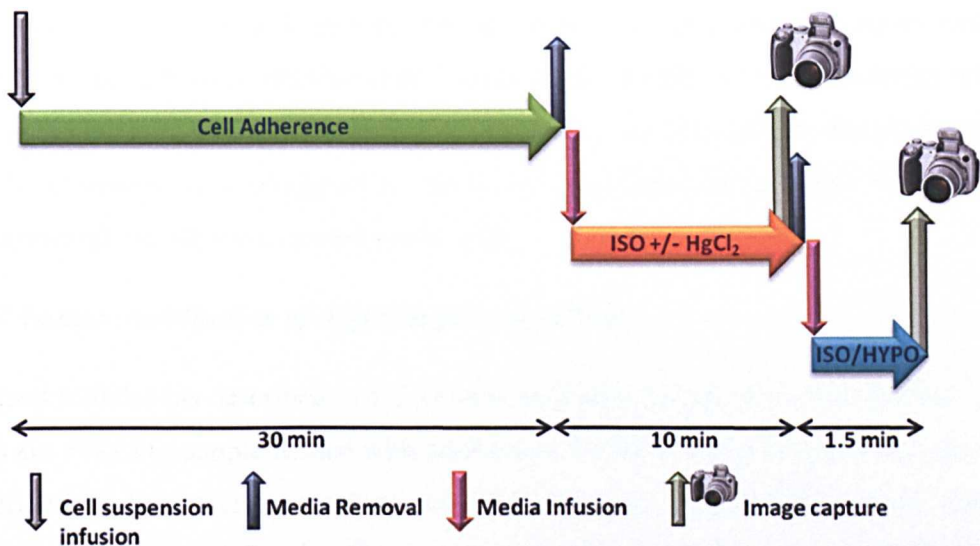 Cell Adherence
ISO +/- HgCl₂
ISO/HYPO
30 min
10 min
1.5 min
Cell suspension infusion
Media Removal
Media Infusion
Image capture